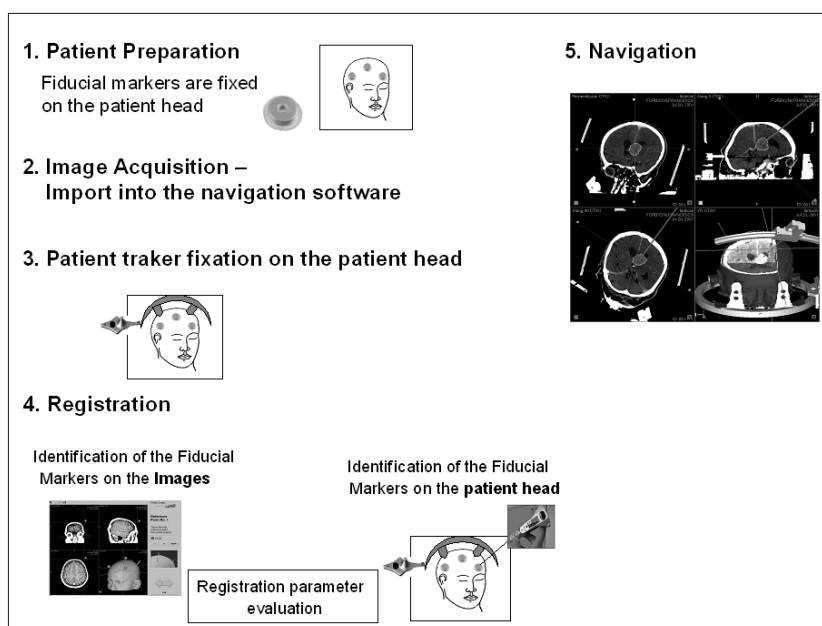 1. Patient Preparation
Fiducial markers are fixed
on the patient head
2. Image Acquisition –
Import into the navigation software
3. Patient traker fixation on the patient head
4. Registration
Identification of the Fiducial
Markers on the Images
Identification of the Fiducial
Markers on the patient head
Registration parameter
evaluation
5. Navigation